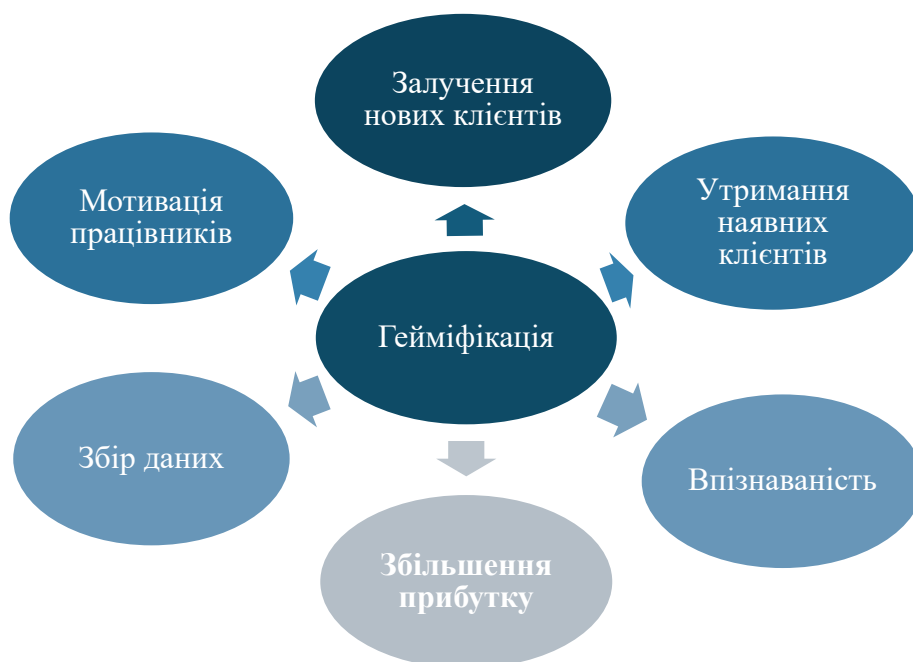 Залучення
нових клієнтів
Мотивація
працівників
Утримання
наявних
клієнтів
Гейміфікація
Збір даних
Впізнаваність
Збільшення
прибутку